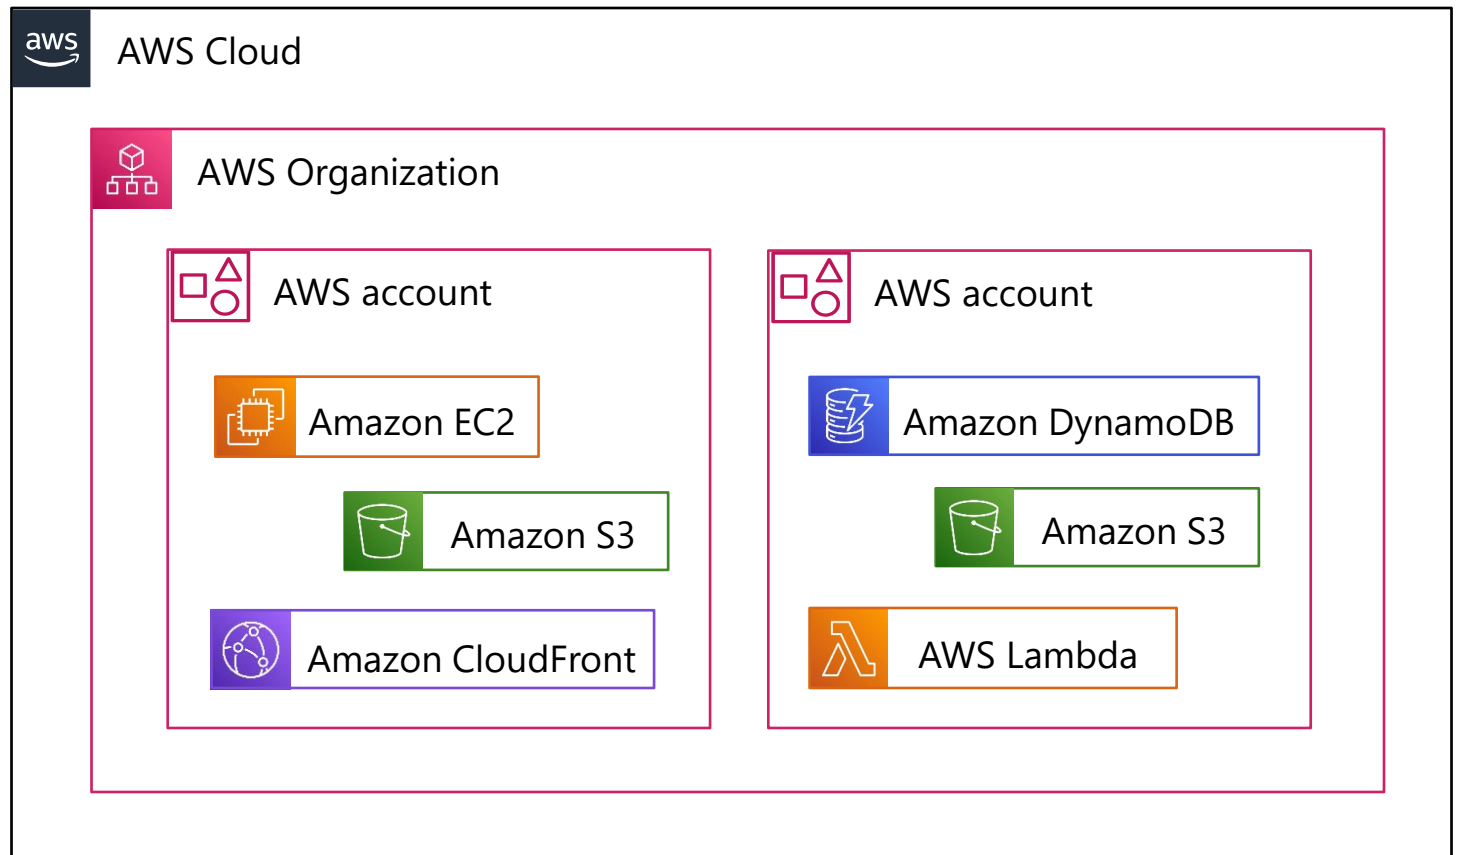 aws
AWS Cloud
AWS Organization
AWS account
Amazon EC2
Amazon S3
Amazon CloudFront
AWS account
Amazon DynamoDB
Amazon S3
AWS Lambda